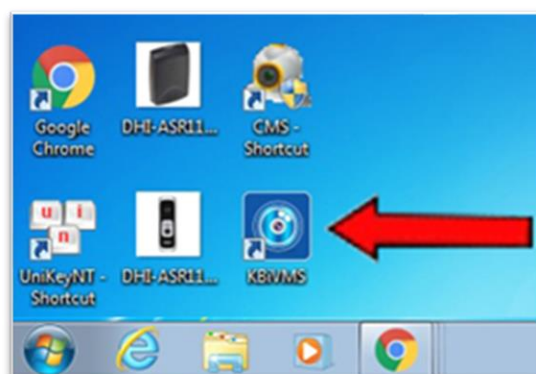 Google
Chrome
DHI-ASR11...
CMS -
Shortcut
u i
n
UniKeyNT -
Shortcut
DHI-ASR11...
KBiVMS